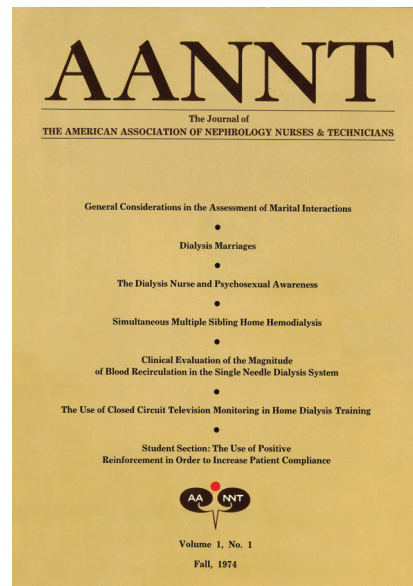 AANNT
The Journal of
THE AMERICAN ASSOCIATION OF NEPHROLOGY NURSES & TECHNICIANS
General Considerations in the Assessment of Marital Interactions
Dialysis Marriages
The Dialysis Nurse and Psychosexual Awareness
Simultaneous Multiple Sibling Home Hemodialysis
Clinical Evaluation of the Magnitude
of Blood Recirculation in the Single Needle Dialysis System
The Use of Closed Circuit Television Monitoring in Home Dialysis Training
Student Section: The Use of Positive
Reinforcement in Order to Increase Patient Compliance
AA NNT
Volume 1, No. 1
Fall, 1974